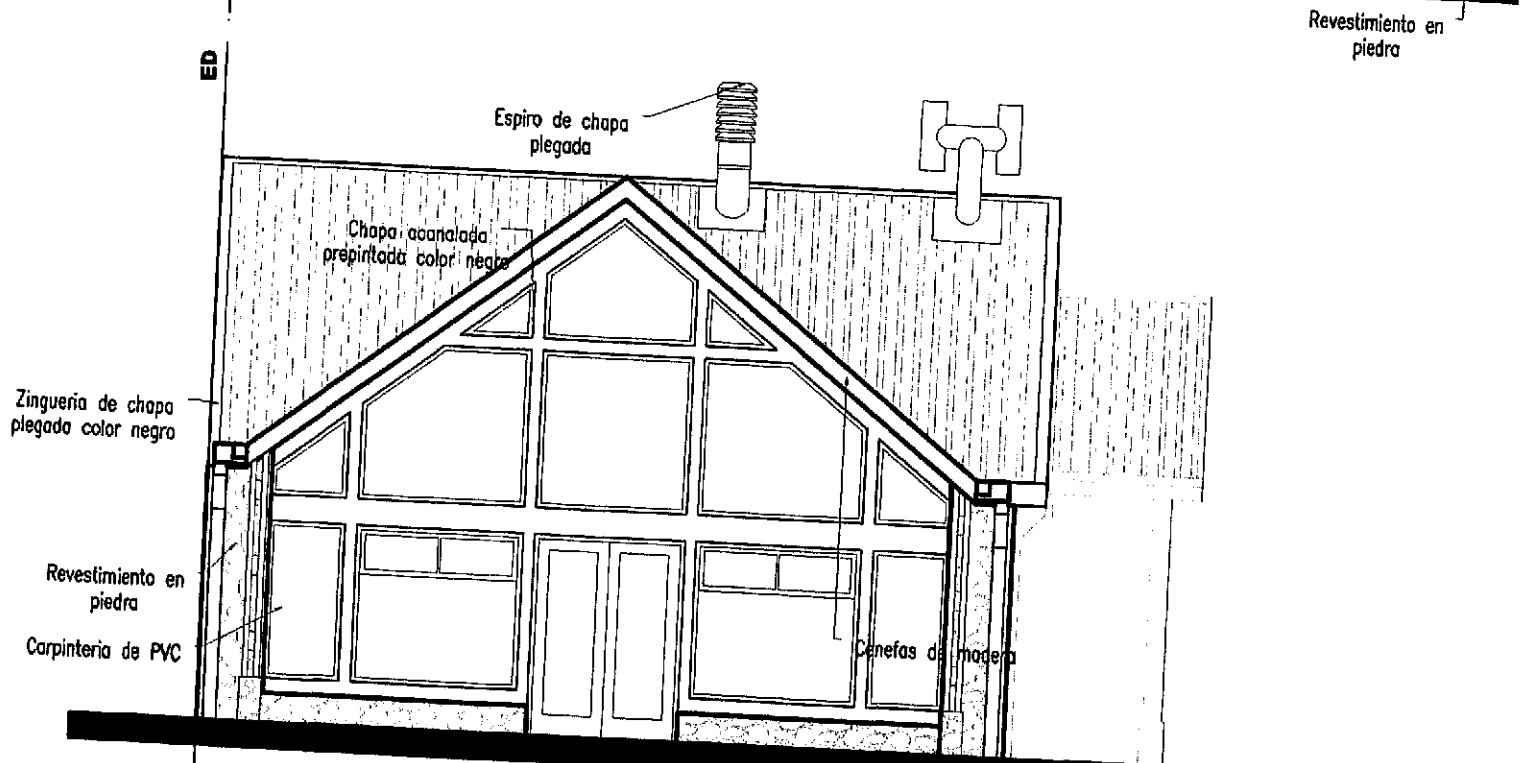 Revestimiento en
piedra
ED
Espiro de chapa
plegada
Chapa acanalada
prepintada color negro
Zingueria de chapa
plegada color negro
Revestimiento en
piedra
Carpinteria de PVC
Cenefas de madera